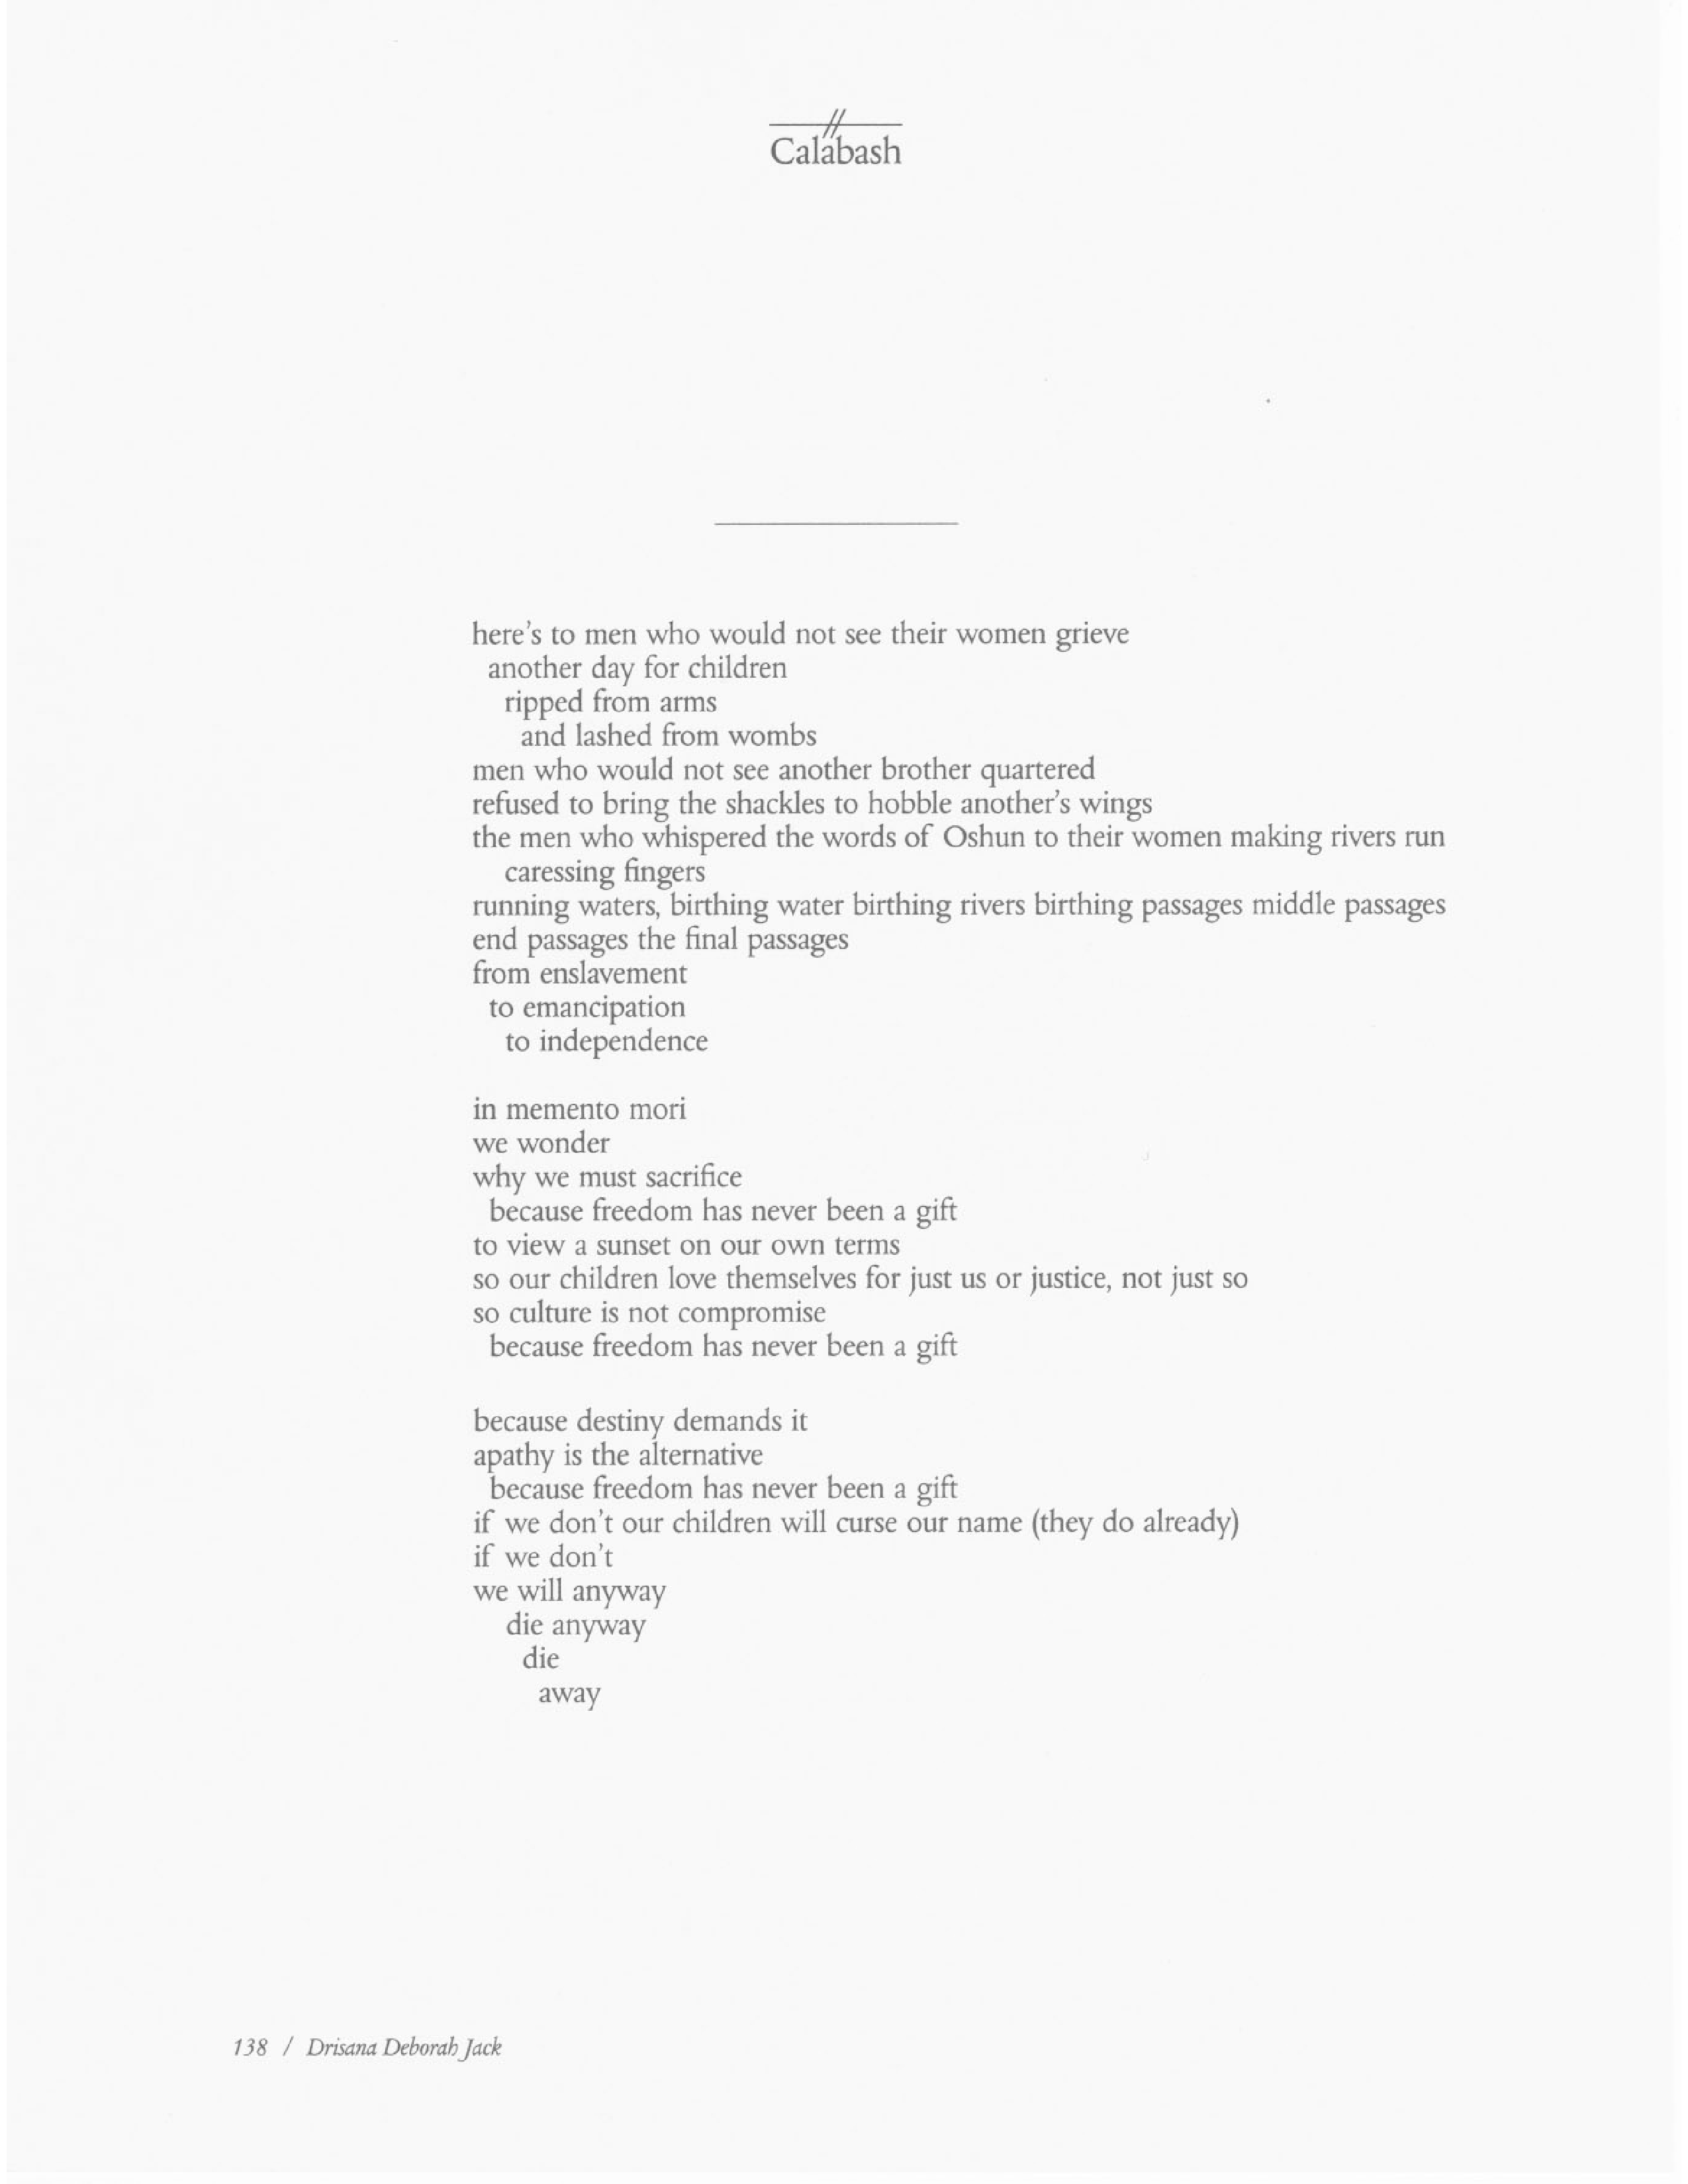 Calabash
here's to men who would not see their women grieve
another day for children
ripped from arms
and lashed from wombs
men who would not see another brother quartered
refused to bring the shackles to hobble another's wings
the men who whispered the words of Oshun to their women making rivers run
caressing fingers
running waters, birthing water birthing rivers birthing passages middle passages
end passages the final passages
from enslavement
to emancipation
to independence
in memento mori
we wonder
why we must sacrifice
because freedom has never been a gift
to view a sunset on our own terms
so our children love themselves for just us or justice, not just so
so culture is not compromise
because freedom has never been a gift
because destiny demands it
apathy is the alternative
because freedom has never been a gift
if we don't our children will curse our name (they do already)
if we don't
we will anyway
die anyway
die
away
138 / Drisana Deborah Jack